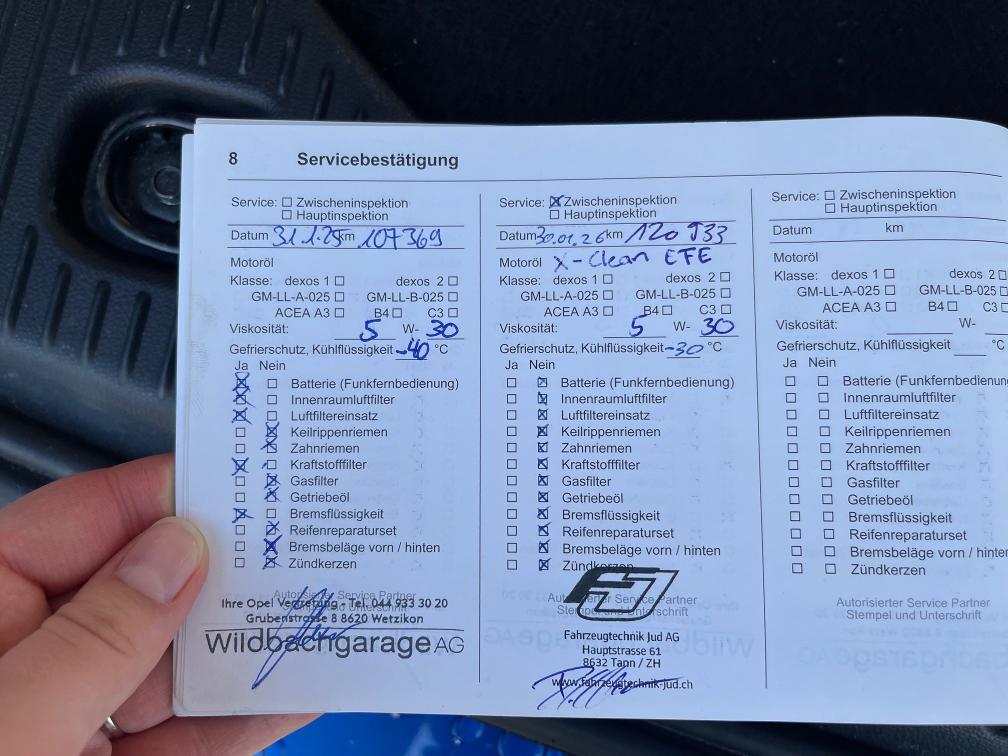 8 Servicebestätigung
Service: Zwischeninspektion
Hauptinspektion
Datum 31.1.25 km 107369
Motoröl
Klasse: dexos 1 dexos 2
GM-LL-A-025 GM-LL-B-025
ACEA A3 B4 C3
Viskosität: 5 W- 30
Gefrierschutz, Kühlflüssigkeit -40 °C
Ja Nein
Batterie (Funkfernbedienung)
Innenraumluftfilter
Luftfiltereinsatz
Keilrippenriemen
Zahnriemen
Kraftstofffilter
Gasfilter
Getriebeöl
Bremsflüssigkeit
Reifenreparaturset
Bremsbeläge vorn / hinten
Zündkerzen
Autorisierter Service Partner
Stempel und Unterschrift
Ihre Opel Vertretung - Tel. 044 933 30 20
Grubenstrasse 8 8620 Wetzikon
Wildbachgarage AG
Service: Zwischeninspektion
Hauptinspektion
Datum 30.01.26 km 120 933
Motoröl X-Clean EFE
Klasse: dexos 1 dexos 2
GM-LL-A-025 GM-LL-B-025
ACEA A3 B4 C3
Viskosität: 5 W- 30
Gefrierschutz, Kühlflüssigkeit -30 °C
Ja Nein
Batterie (Funkfernbedienung)
Innenraumluftfilter
Luftfiltereinsatz
Keilrippenriemen
Zahnriemen
Kraftstofffilter
Gasfilter
Getriebeöl
Bremsflüssigkeit
Reifenreparaturset
Bremsbeläge vorn / hinten
Zündkerzen
Autorisierter Service Partner
Stempel und Unterschrift
Fahrzeugtechnik Jud AG
Hauptstrasse 61
8632 Tann / ZH
www.fahrzeugtechnik-jud.ch
Service: Zwischeninspektion
Hauptinspektion
Datum km
Motoröl
Klasse: dexos 1 dexos 2
GM-LL-A-025 GM-LL-B-025
ACEA A3 B4 C3
Viskosität: W-
Gefrierschutz, Kühlflüssigkeit °C
Ja Nein
Batterie (Funkfernbedienun
Innenraumluftfilter
Luftfiltereinsatz
Keilrippenriemen
Zahnriemen
Kraftstofffilter
Gasfilter
Getriebeöl
Bremsflüssigkeit
Reifenreparaturset
Bremsbeläge vorn / hinten
Zündkerzen
Autorisierter Service Partner
Stempel und Unterschrift